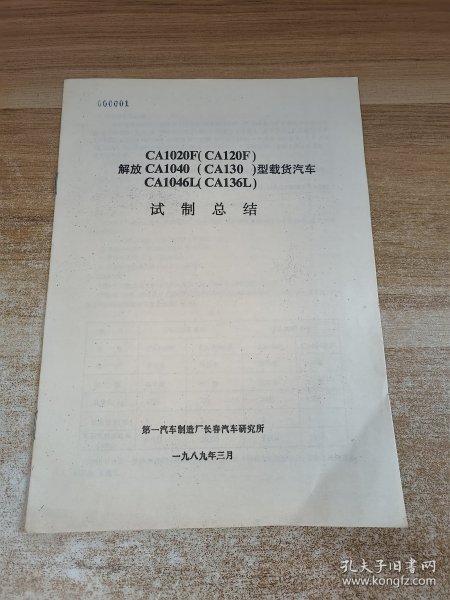 000001
CA1020F(CA120F)
解放 CA1040 (CA130 )型载货汽车
CA1046L(CA136L)
试制总结
第一汽车制造厂长春汽车研究所
一九八九年三月
孔夫子旧书网
www.kongfz.com